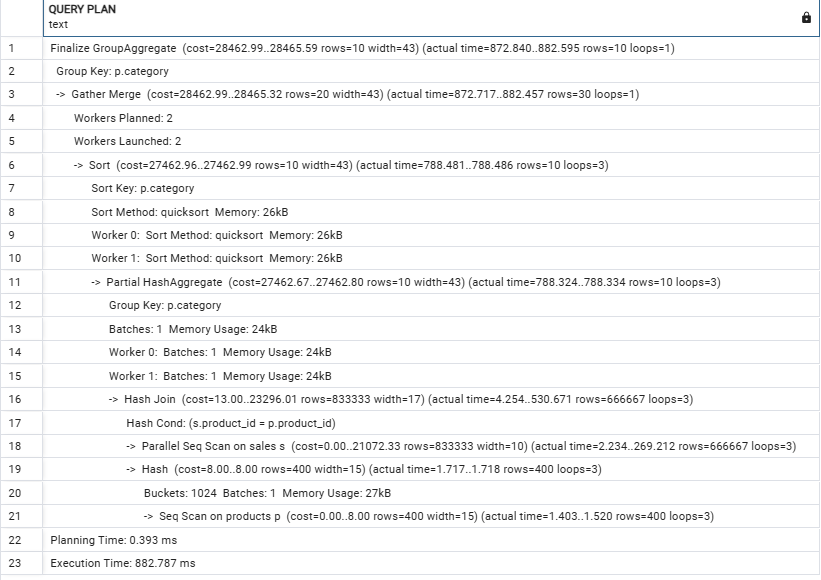 QUERY PLAN
text
1 Finalize GroupAggregate (cost=28462.99..28465.59 rows=10 width=43) (actual time=872.840..882.595 rows=10 loops=1)
2 Group Key: p.category
3 -> Gather Merge (cost=28462.99..28465.32 rows=20 width=43) (actual time=872.717..882.457 rows=30 loops=1)
4 Workers Planned: 2
5 Workers Launched: 2
6 -> Sort (cost=27462.96..27462.99 rows=10 width=43) (actual time=788.481..788.486 rows=10 loops=3)
7 Sort Key: p.category
8 Sort Method: quicksort Memory: 26kB
9 Worker 0: Sort Method: quicksort Memory: 26kB
10 Worker 1: Sort Method: quicksort Memory: 26kB
11 -> Partial HashAggregate (cost=27462.67..27462.80 rows=10 width=43) (actual time=788.324..788.334 rows=10 loops=3)
12 Group Key: p.category
13 Batches: 1 Memory Usage: 24kB
14 Worker 0: Batches: 1 Memory Usage: 24kB
15 Worker 1: Batches: 1 Memory Usage: 24kB
16 -> Hash Join (cost=13.00..23296.01 rows=833333 width=17) (actual time=4.254..530.671 rows=666667 loops=3)
17 Hash Cond: (s.product_id = p.product_id)
18 -> Parallel Seq Scan on sales s (cost=0.00..21072.33 rows=833333 width=10) (actual time=2.234..269.212 rows=666667 loops=3)
19 -> Hash (cost=8.00..8.00 rows=400 width=15) (actual time=1.717..1.718 rows=400 loops=3)
20 Buckets: 1024 Batches: 1 Memory Usage: 27kB
21 -> Seq Scan on products p (cost=0.00..8.00 rows=400 width=15) (actual time=1.403..1.520 rows=400 loops=3)
22 Planning Time: 0.393 ms
23 Execution Time: 882.787 ms